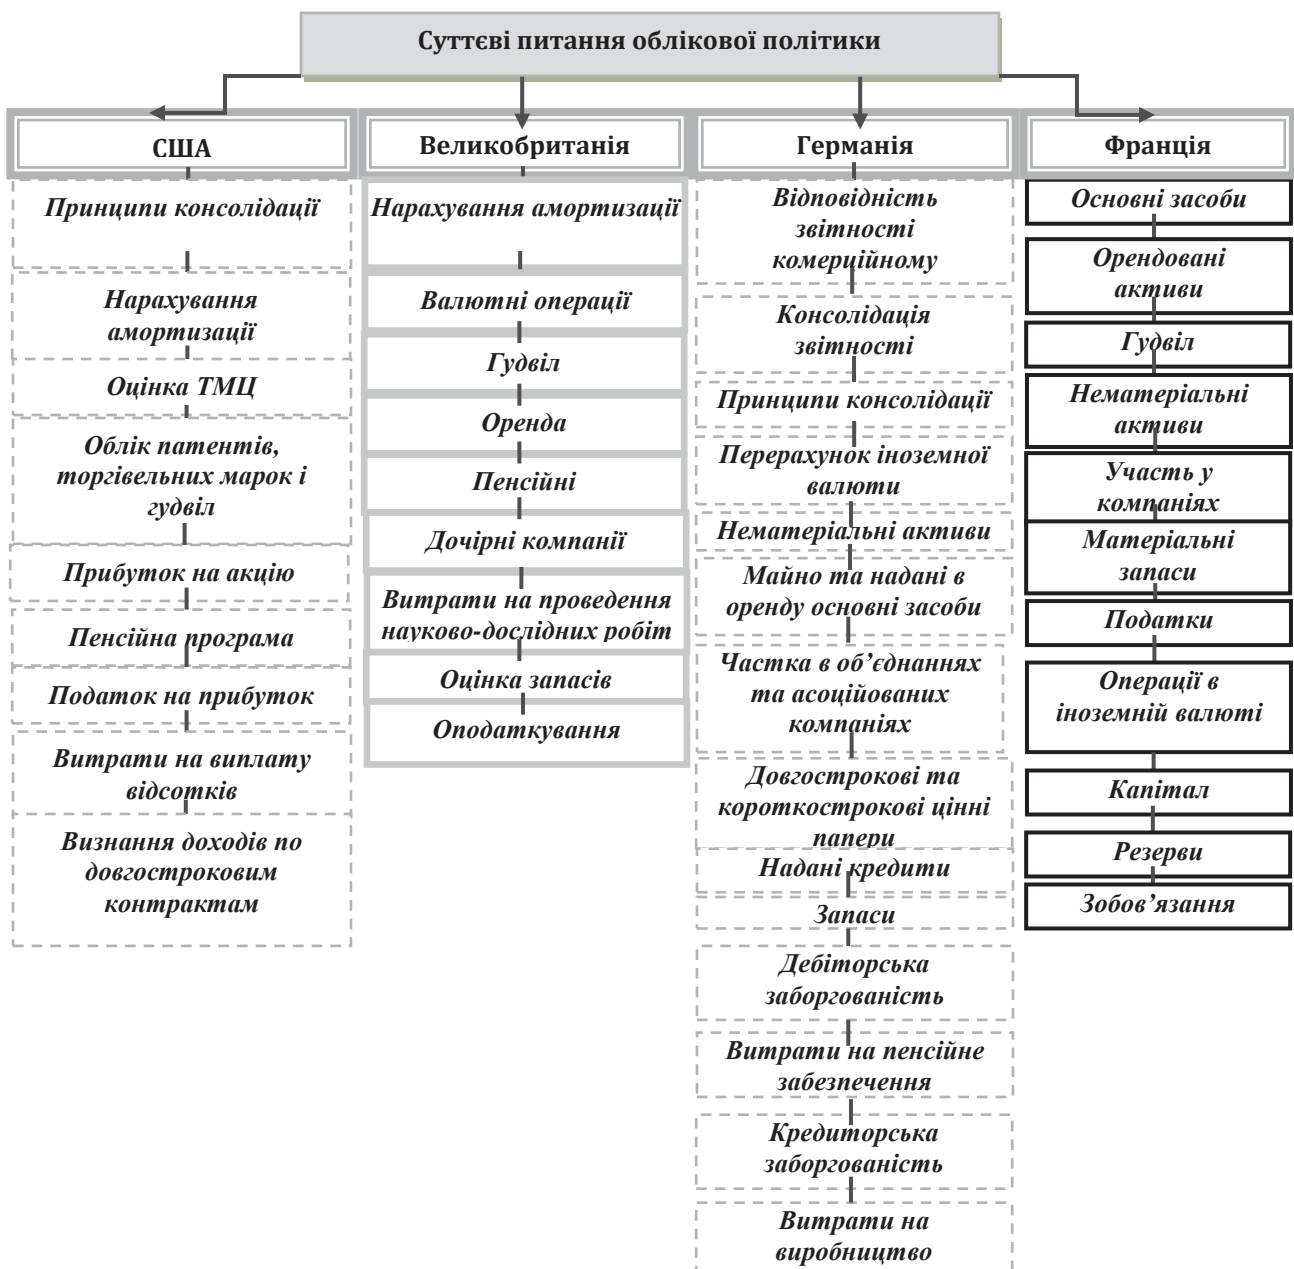 Суттєві питання облікової політики
США
Принципи консолідації
Нарахування
амортизації
Оцінка ТМЦ
Облік патентів,
торгівельних марок і
гудвіл
Прибуток на акцію
Пенсійна програма
Податок на прибуток
Витрати на виплату
відсотків
Визнання доходів по
довгостроковим
контрактам
Великобританія
Нарахування амортизації
Валютні операції
Гудвіл
Оренда
Пенсійні
Дочірні компанії
Витрати на проведення
науково-дослідних робіт
Оцінка запасів
Оподаткування
Германія
Відповідність
звітності
комерційному
Консолідація
звітності
Принципи консолідації
Перерахунок іноземної
валюти
Нематеріальні активи
Майно та надані в
оренду основні засоби
Частка в об’єднаннях
та асоційованих
компаніях
Довгострокові та
короткострокові цінні
папери
Надані кредити
Запаси
Дебіторська
заборгованість
Витрати на пенсійне
забезпечення
Кредиторська
заборгованість
Витрати на
виробництво
Франція
Основні засоби
Орендовані
активи
Гудвіл
Нематеріальні
активи
Участь у
компаніях
Матеріальні
запаси
Податки
Операції в
іноземній валюті
Капітал
Резерви
Зобов’язання